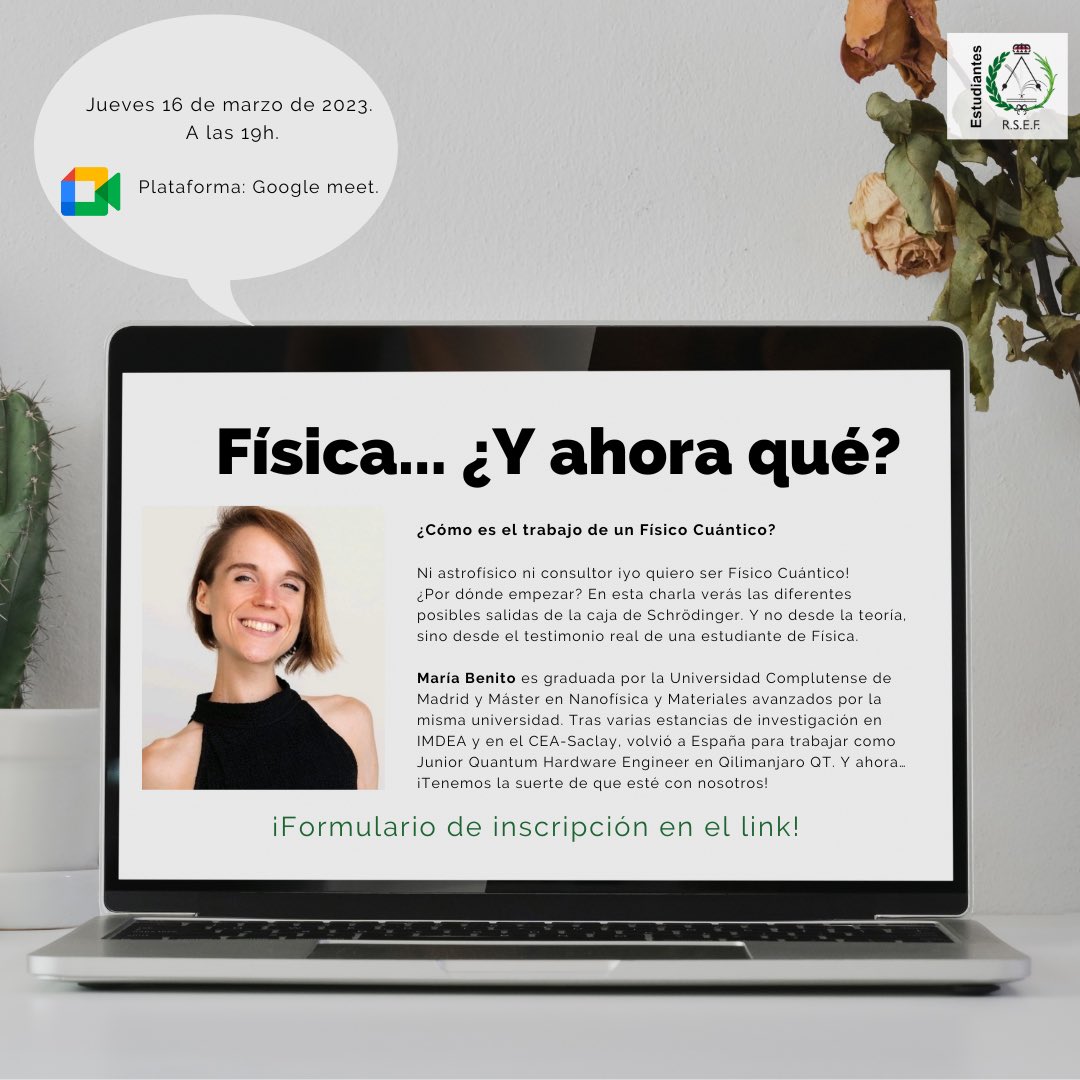 Jueves 16 de marzo de 2023.
A las 19h.
Plataforma: Google meet.
Estudiantes
R.S.E.F.
Física... ¿Y ahora qué?
¿Cómo es el trabajo de un Físico Cuántico?
Ni astrofísico ni consultor ¡yo quiero ser Físico Cuántico!
¿Por dónde empezar? En esta charla verás las diferentes
posibles salidas de la caja de Schrödinger. Y no desde la teoría,
sino desde el testimonio real de una estudiante de Física.
María Benito es graduada por la Universidad Complutense de
Madrid y Máster en Nanofísica y Materiales avanzados por la
misma universidad. Tras varias estancias de investigación en
IMDEA y en el CEA-Saclay, volvió a España para trabajar como
Junior Quantum Hardware Engineer en Qilimanjaro QT. Y ahora…
¡Tenemos la suerte de que esté con nosotros!
¡Formulario de inscripción en el link!